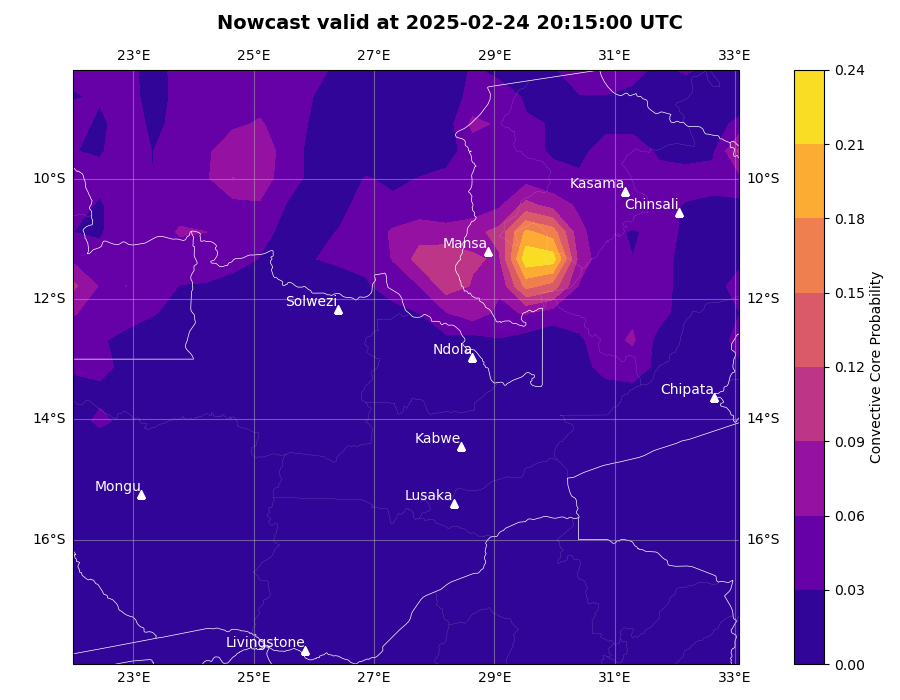 Nowcast valid at 2025-02-24 20:15:00 UTC
23°E 25°E 27°E 29°E 31°E 33°E
0.24
0.21
0.18
0.15
0.12
0.09
0.06
0.03
0.00
Convective Core Probability
10°S 10°S
12°S 12°S
14°S 14°S
16°S 16°S
Kasama
Chinsali
Mansa
Solwezi
Ndola
Chipata
Kabwe
Mongu
Lusaka
Livingstone
23°E 25°E 27°E 29°E 31°E 33°E